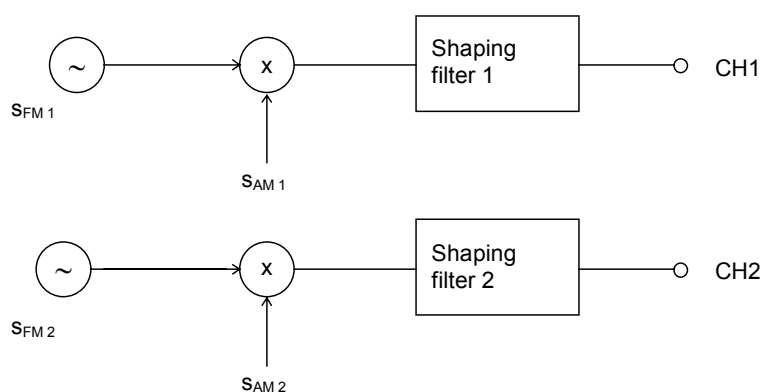 Shaping
filter 1
~
x
CH1
sFM 1
sAM 1
Shaping
filter 2
~
x
CH2
sFM 2
sAM 2